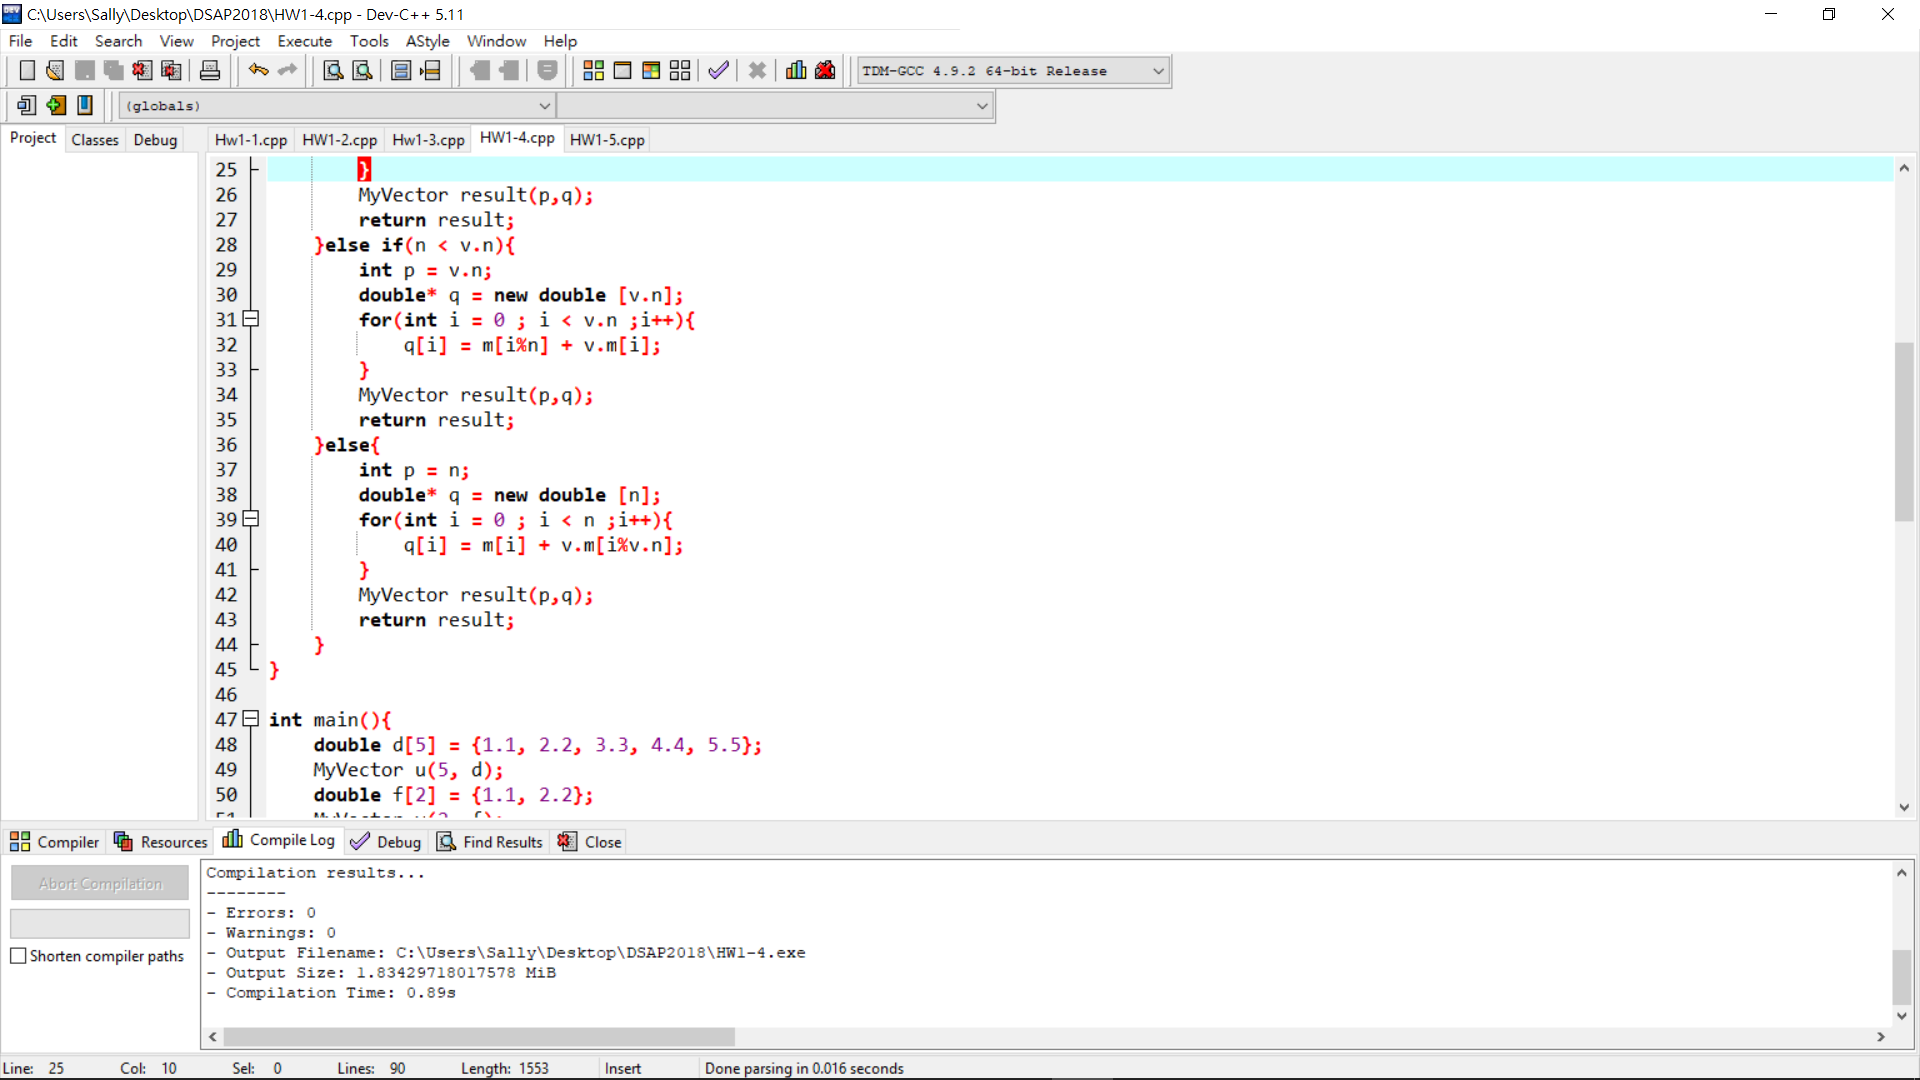 C:\Users\Sally\Desktop\DSAP2018\HW1-4.cpp - Dev-C++ 5.11
File Edit Search View Project Execute Tools AStyle Window Help
TDM-GCC 4.9.2 64-bit Release
(globals)
Project Classes Debug
Hw1-1.cpp HW1-2.cpp Hw1-3.cpp HW1-4.cpp HW1-5.cpp
25 }
26 MyVector result(p,q);
27 return result;
28 }else if(n < v.n){
29 int p = v.n;
30 double* q = new double [v.n];
31 for(int i = 0 ; i < v.n ;i++){
32 q[i] = m[i%n] + v.m[i];
33 }
34 MyVector result(p,q);
35 return result;
36 }else{
37 int p = n;
38 double* q = new double [n];
39 for(int i = 0 ; i < n ;i++){
40 q[i] = m[i] + v.m[i%v.n];
41 }
42 MyVector result(p,q);
43 return result;
44 }
45 }
46
47 int main(){
48 double d[5] = {1.1, 2.2, 3.3, 4.4, 5.5};
49 MyVector u(5, d);
50 double f[2] = {1.1, 2.2};
Compiler Resources Compile Log Debug Find Results Close
Abort Compilation
Shorten compiler paths
Compilation results...
--------
- Errors: 0
- Warnings: 0
- Output Filename: C:\Users\Sally\Desktop\DSAP2018\HW1-4.exe
- Output Size: 1.83429718017578 MiB
- Compilation Time: 0.89s
Line: 25 Col: 10 Sel: 0 Lines: 90 Length: 1553 Insert Done parsing in 0.016 seconds